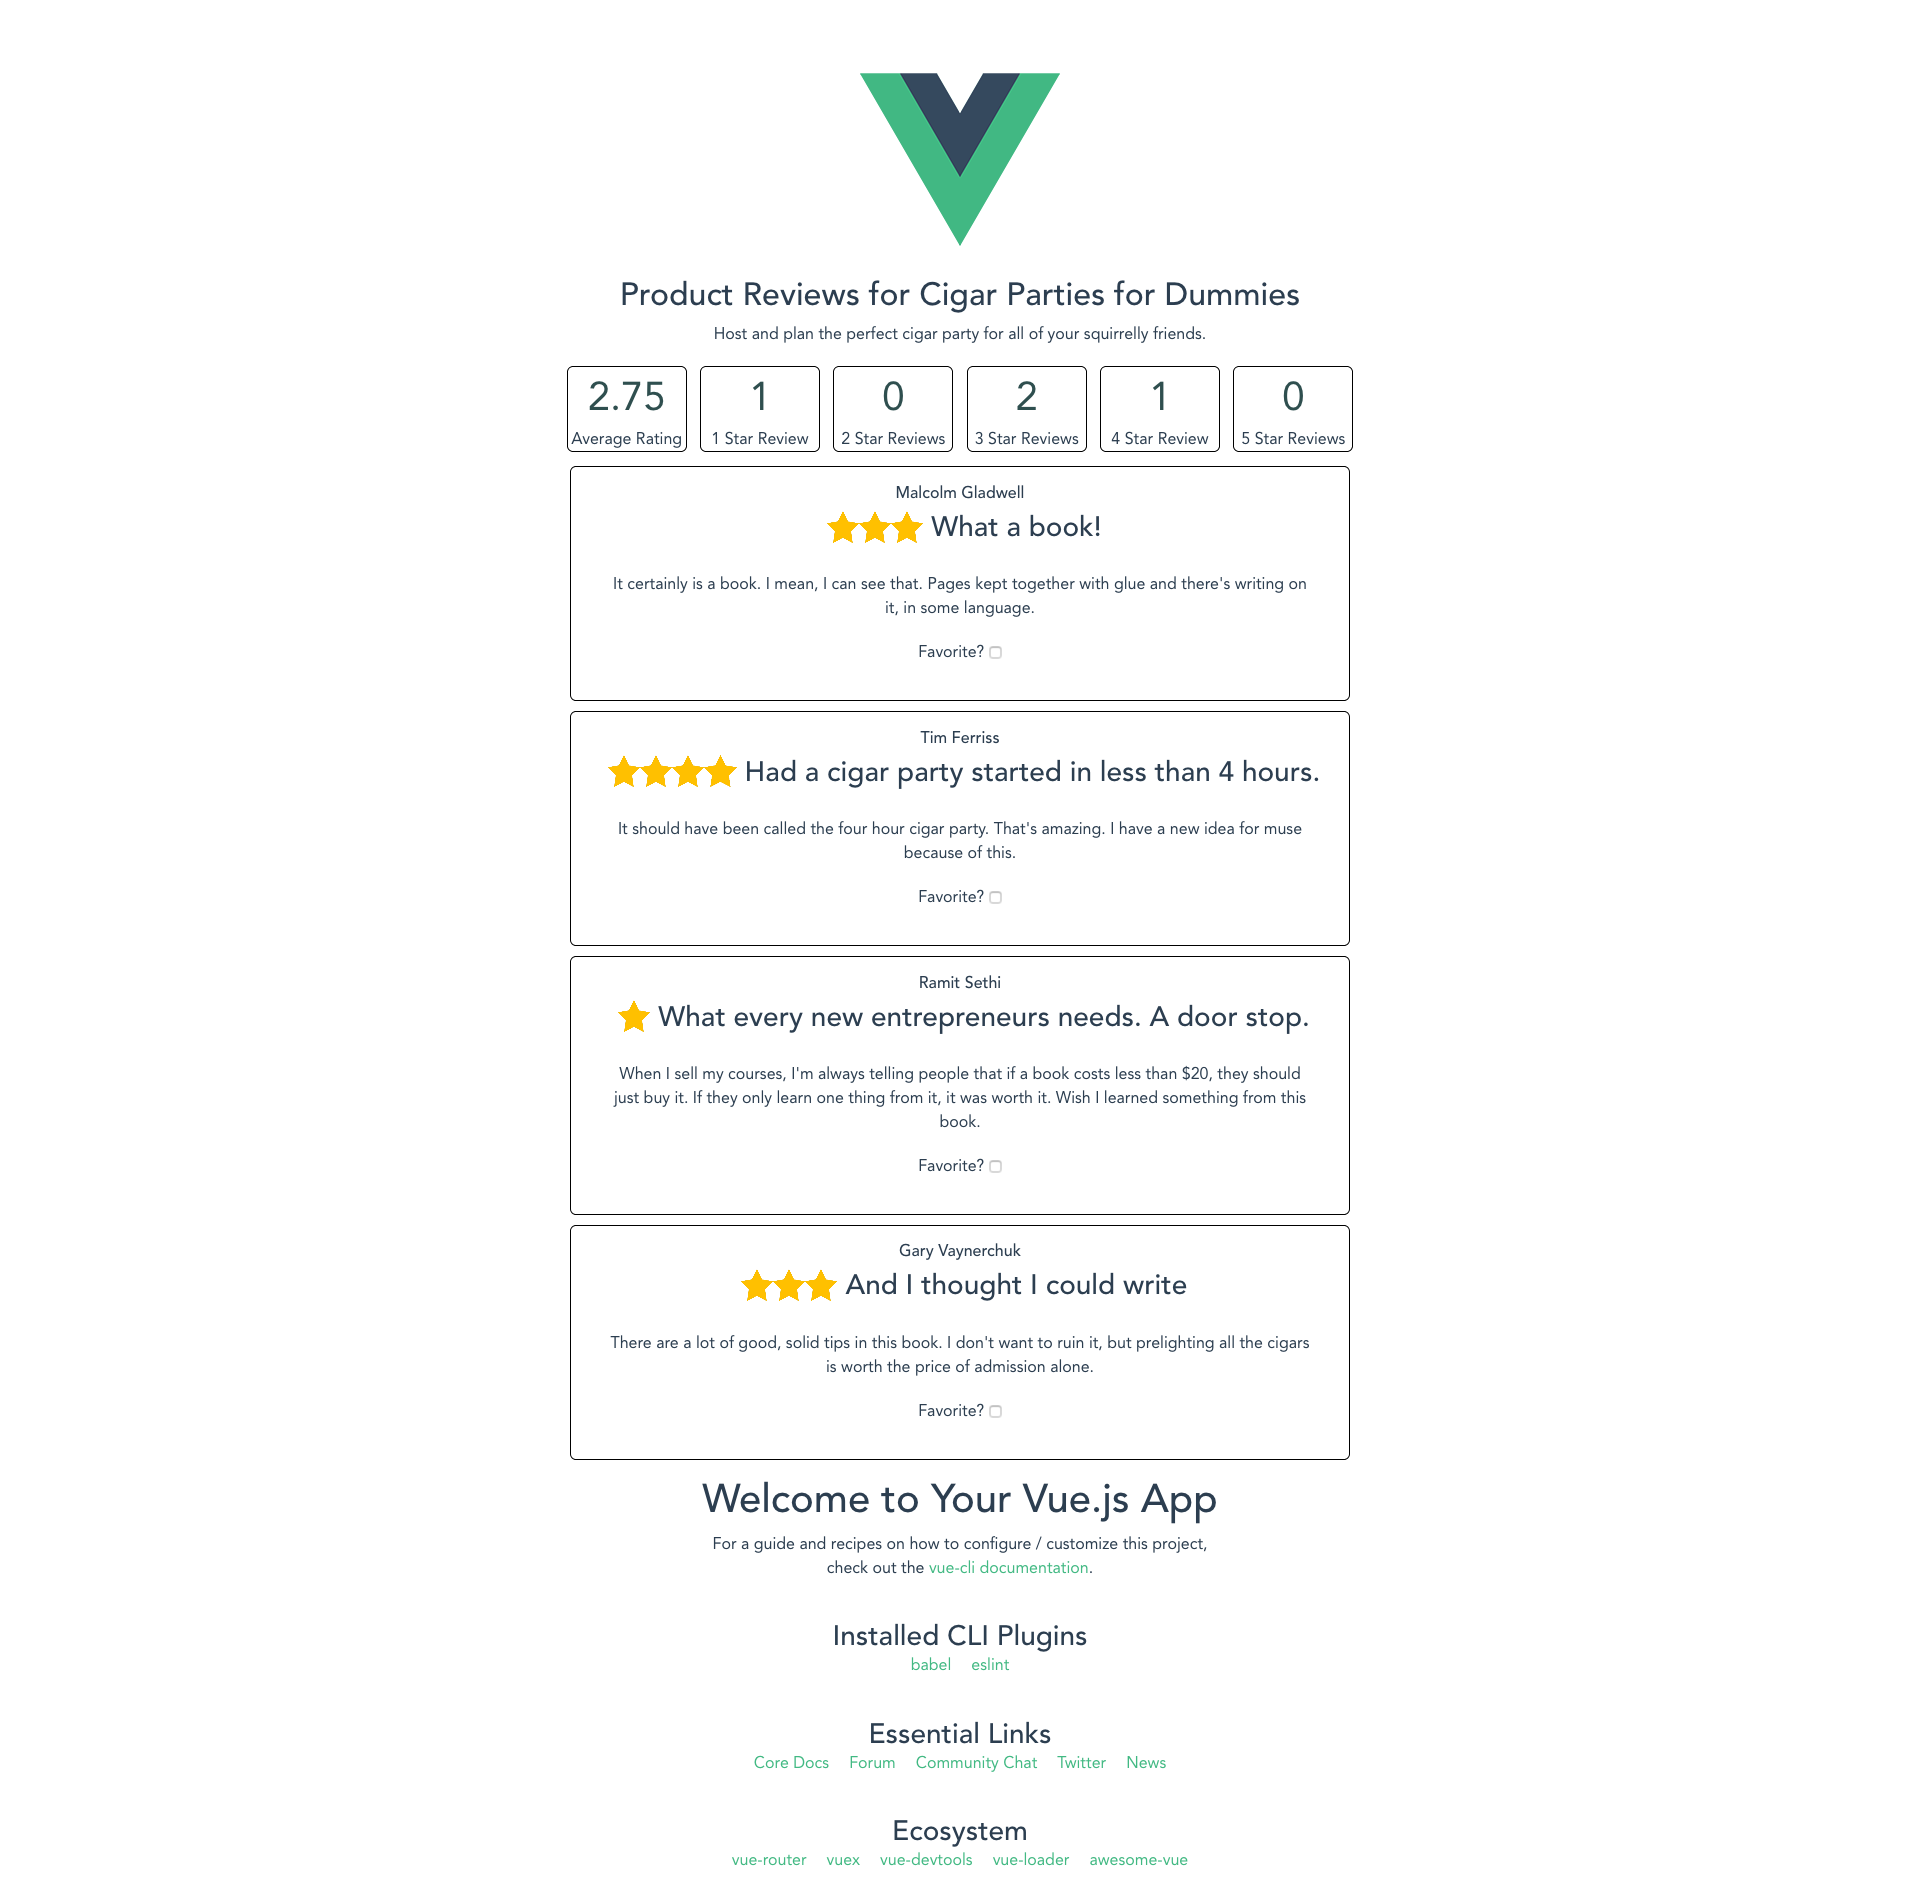 Product Reviews for Cigar Parties for Dummies
Host and plan the perfect cigar party for all of your squirrelly friends.
2.75
Average Rating
1
1 Star Review
0
2 Star Reviews
2
3 Star Reviews
1
4 Star Review
0
5 Star Reviews
Malcolm Gladwell
What a book!
It certainly is a book. I mean, I can see that. Pages kept together with glue and there's writing on
it, in some language.
Favorite?
Tim Ferriss
Had a cigar party started in less than 4 hours.
It should have been called the four hour cigar party. That's amazing. I have a new idea for muse
because of this.
Favorite?
Ramit Sethi
What every new entrepreneurs needs. A door stop.
When I sell my courses, I'm always telling people that if a book costs less than $20, they should
just buy it. If they only learn one thing from it, it was worth it. Wish I learned something from this
book.
Favorite?
Gary Vaynerchuk
And I thought I could write
There are a lot of good, solid tips in this book. I don't want to ruin it, but prelighting all the cigars
is worth the price of admission alone.
Favorite?
Welcome to Your Vue.js App
For a guide and recipes on how to configure / customize this project,
check out the vue-cli documentation.
Installed CLI Plugins
babel eslint
Essential Links
Core Docs Forum Community Chat Twitter News
Ecosystem
vue-router vuex vue-devtools vue-loader awesome-vue